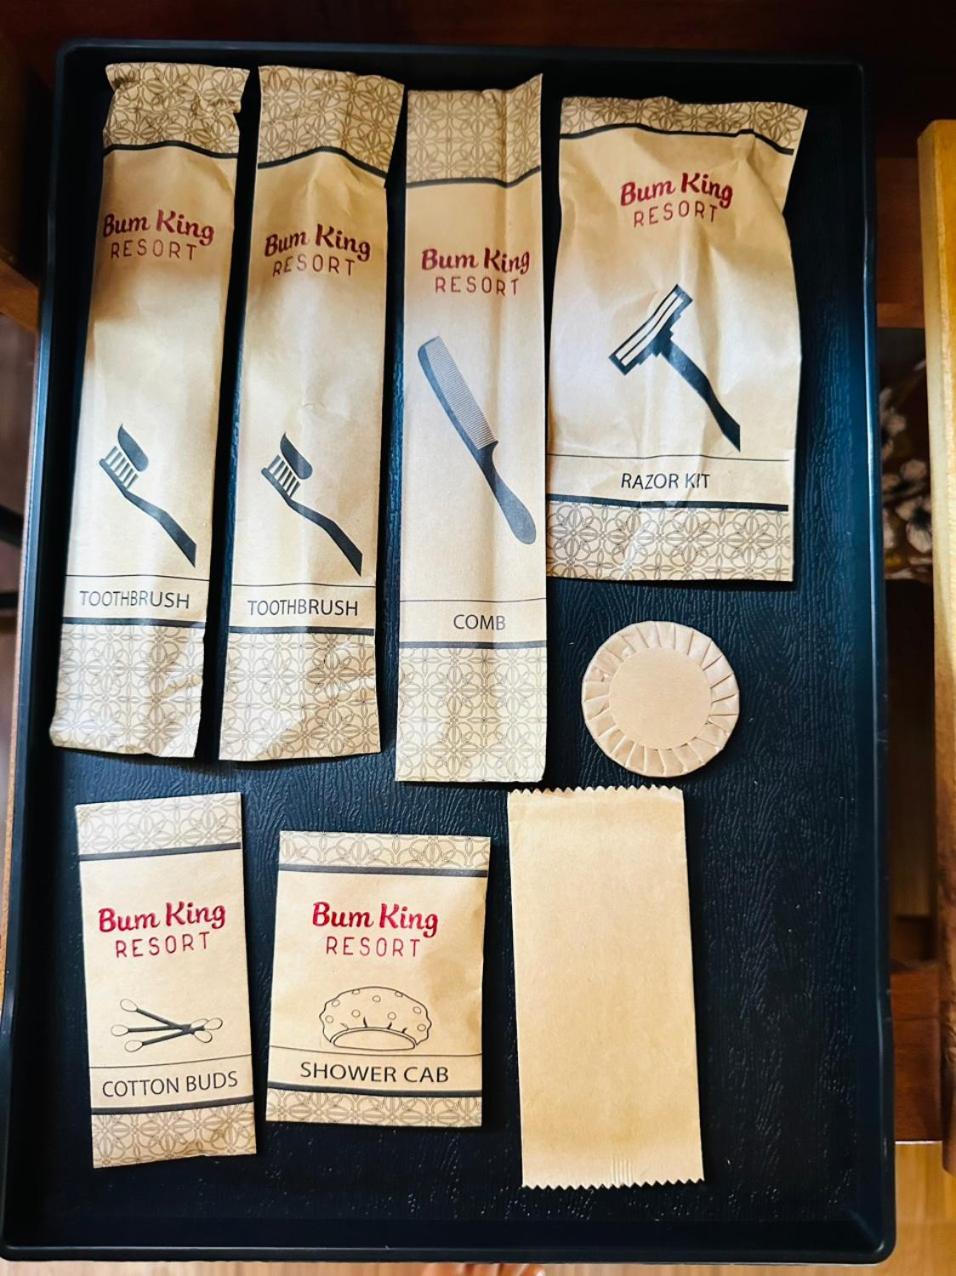 Bum King
RESORT
TOOTHBRUSH
Bum King
RESORT
TOOTHBRUSH
Bum King
RESORT
COMB
Bum King
RESORT
RAZOR KIT
Bum King
RESORT
COTTON BUDS
Bum King
RESORT
SHOWER CAB